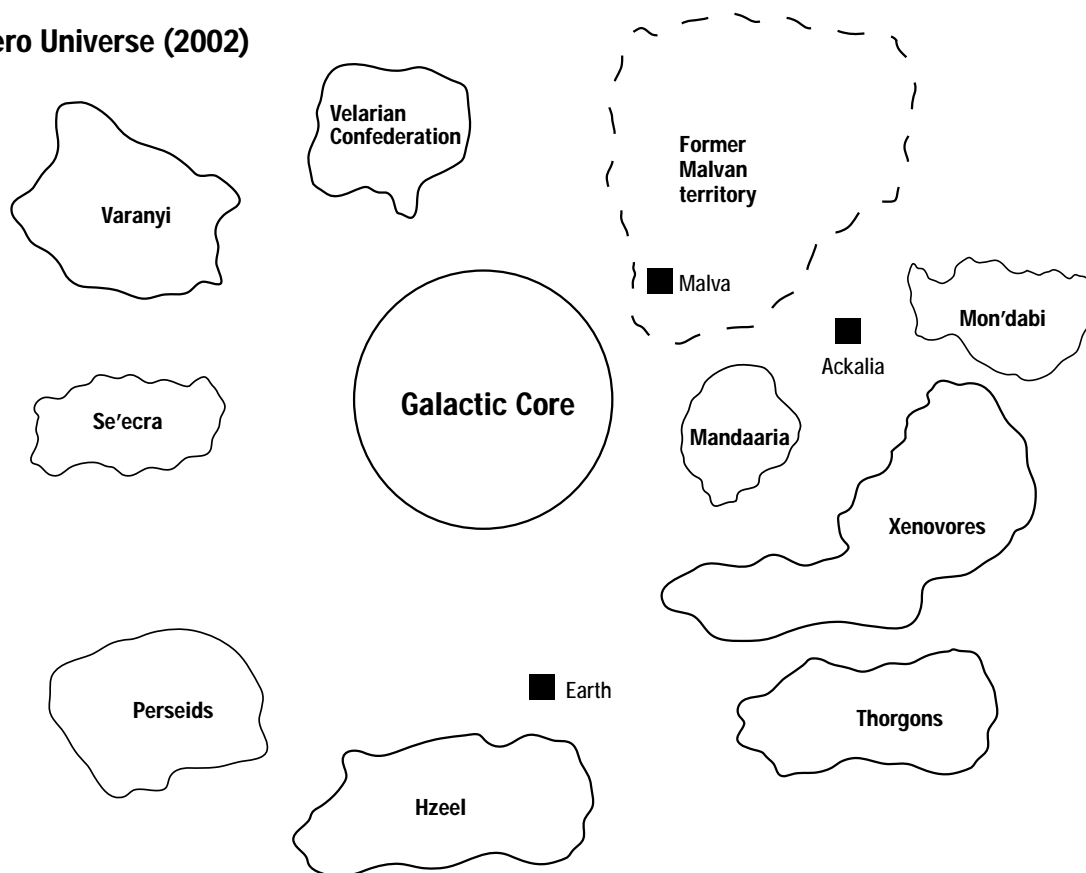 ero Universe (2002)
Velarian
Confederation
Former
Malvan
territory
Varanyi
Malva
Mon'dabi
Ackalia
Galactic Core
Se'ecra
Mandaaria
Xenovores
Earth
Perseids
Thorgons
Hzeel